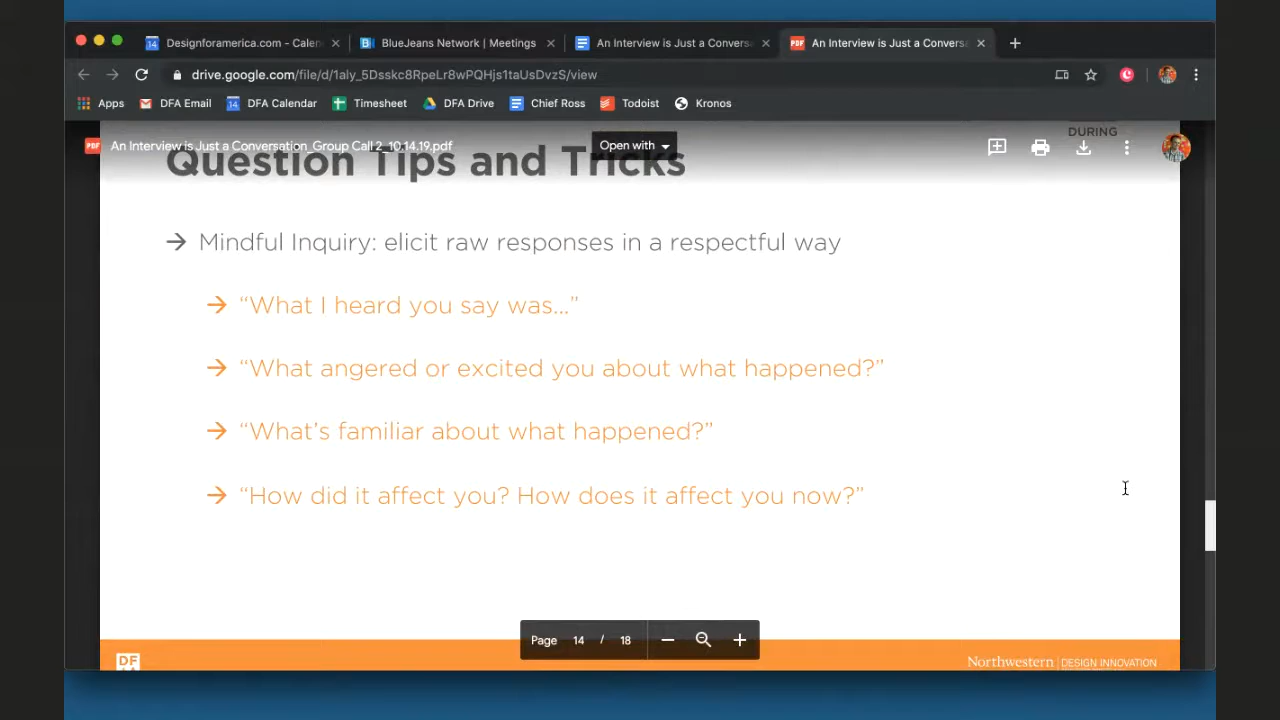 Designforamerica.com - Calen
BlueJeans Network | Meetings
An Interview is Just a Convers
An Interview is Just a Convers
drive.google.com/file/d/1aly_5Dsskc8RpeLr8wPQHjs1taUsDvzS/view
Apps
DFA Email
DFA Calendar
Timesheet
DFA Drive
Chief Ross
Todoist
Kronos
DURING
An Interview is Just a Conversation_Group Call 2_10.14.19.pdf
Open with
Question Tips and Tricks
→ Mindful Inquiry: elicit raw responses in a respectful way
→ “What I heard you say was...”
→ “What angered or excited you about what happened?”
→ “What’s familiar about what happened?”
→ “How did it affect you? How does it affect you now?”
Page 14 / 18
DF
Northwestern | DESIGN INNOVATION